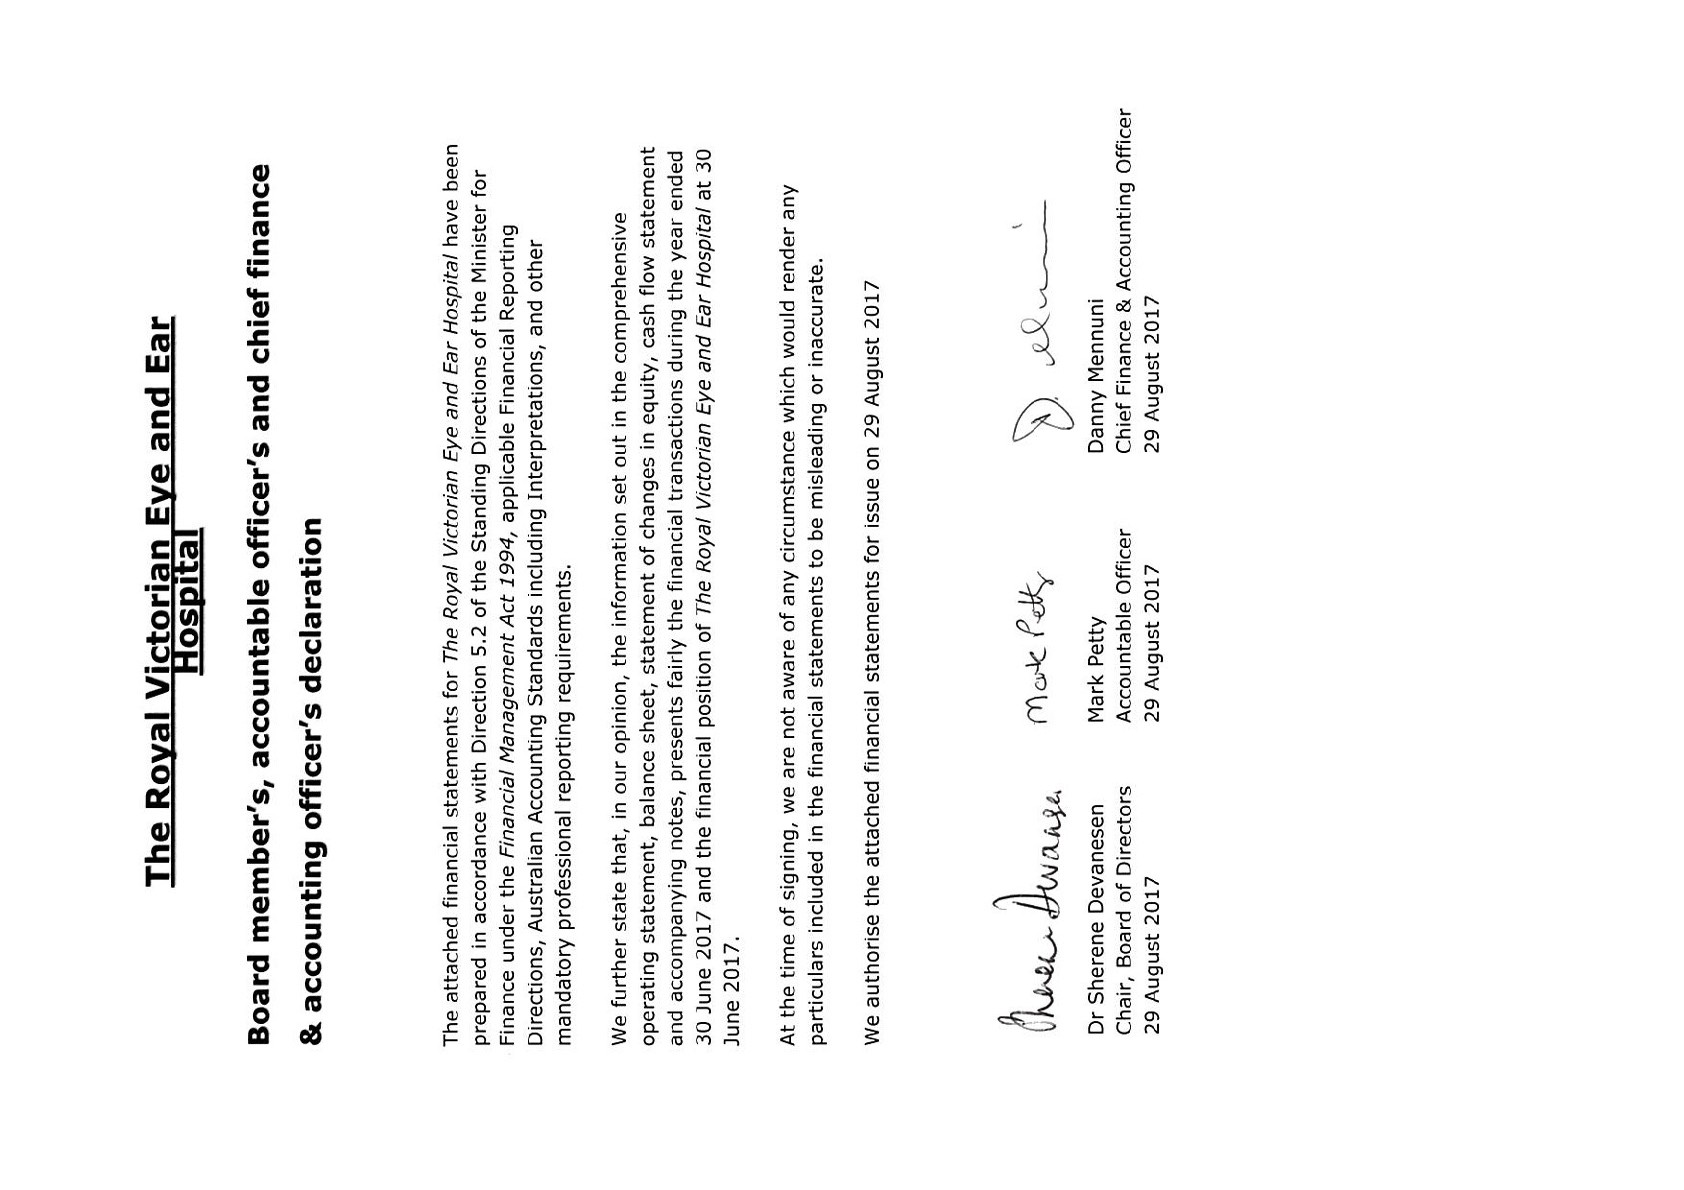 The Royal Victorian Eye and Ear
Hospital
Board member's, accountable officer's and chief finance
& accounting officer's declaration
The attached financial statements for The Royal Victorian Eye and Ear Hospital have been
prepared in accordance with Direction 5.2 of the Standing Directions of the Minister for
Finance under the Financial Management Act 1994, applicable Financial Reporting
Directions, Australian Accounting Standards including Interpretations, and other
mandatory professional reporting requirements.
We further state that, in our opinion, the information set out in the comprehensive
operating statement, balance sheet, statement of changes in equity, cash flow statement
and accompanying notes, presents fairly the financial transactions during the year ended
30 June 2017 and the financial position of The Royal Victorian Eye and Ear Hospital at 30
June 2017.
At the time of signing, we are not aware of any circumstance which would render any
particulars included in the financial statements to be misleading or inaccurate.
We authorise the attached financial statements for issue on 29 August 2017
Mark Petty
Dr Sherene Devanesen
Chair, Board of Directors
29 August 2017
Mark Petty
Accountable Officer
29 August 2017
Danny Mennuni
Chief Finance & Accounting Officer
29 August 2017